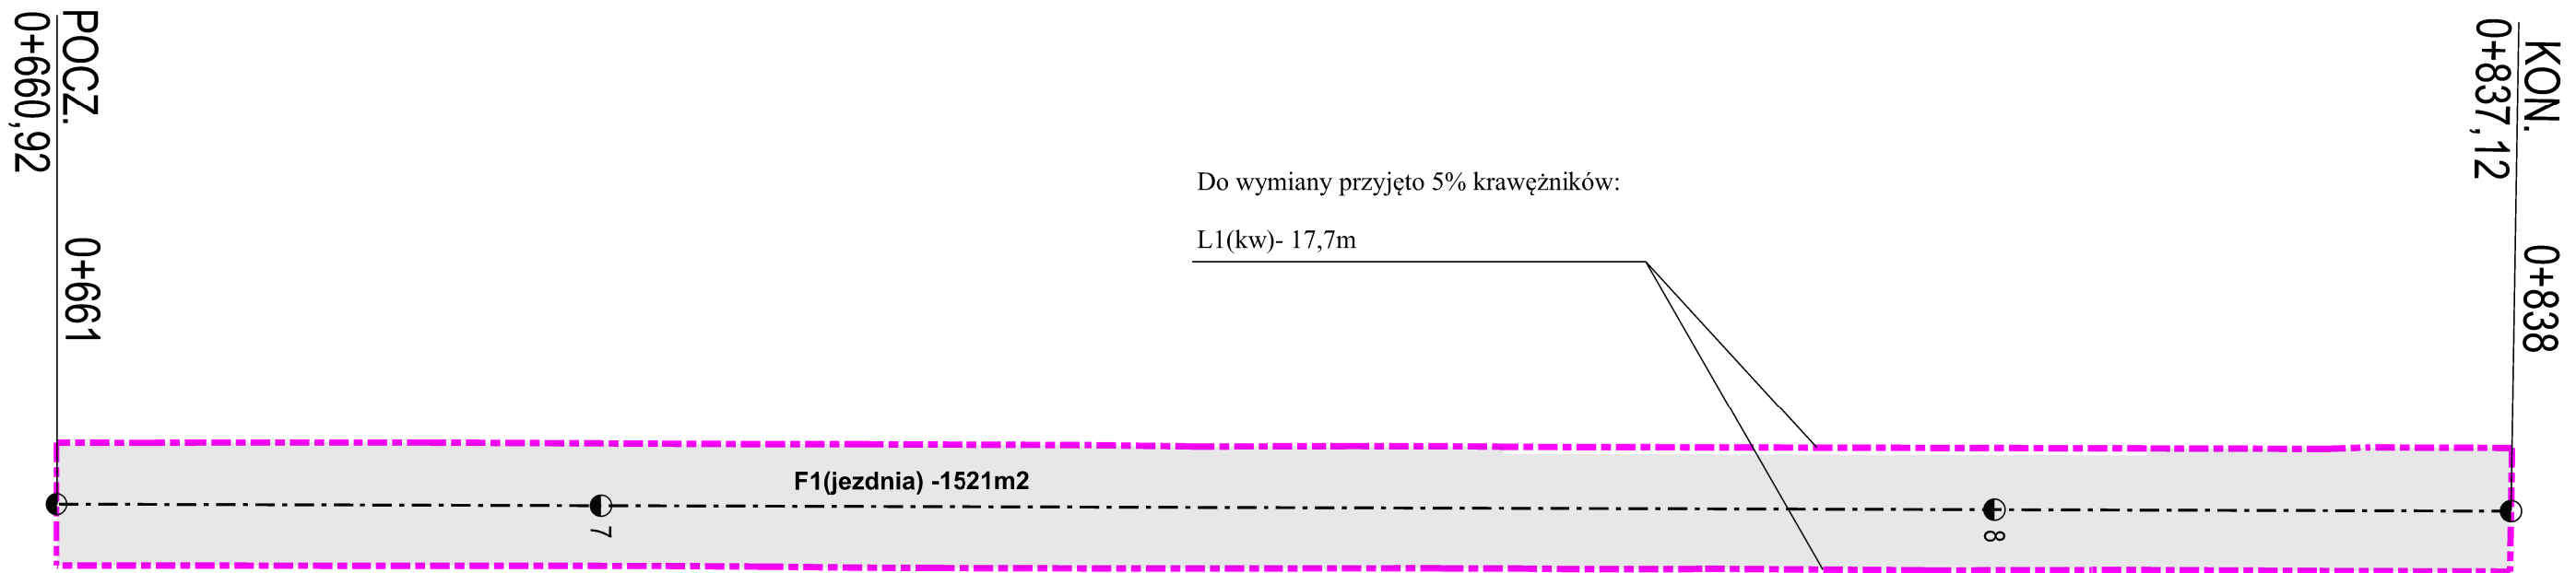 POCZ.
0+660,92
0+661
Do wymiany przyjęto 5% krawężników:
L1(kw)- 17,7m
KON.
0+837,12
0+838
F1(jezdnia) -1521m2
7
8